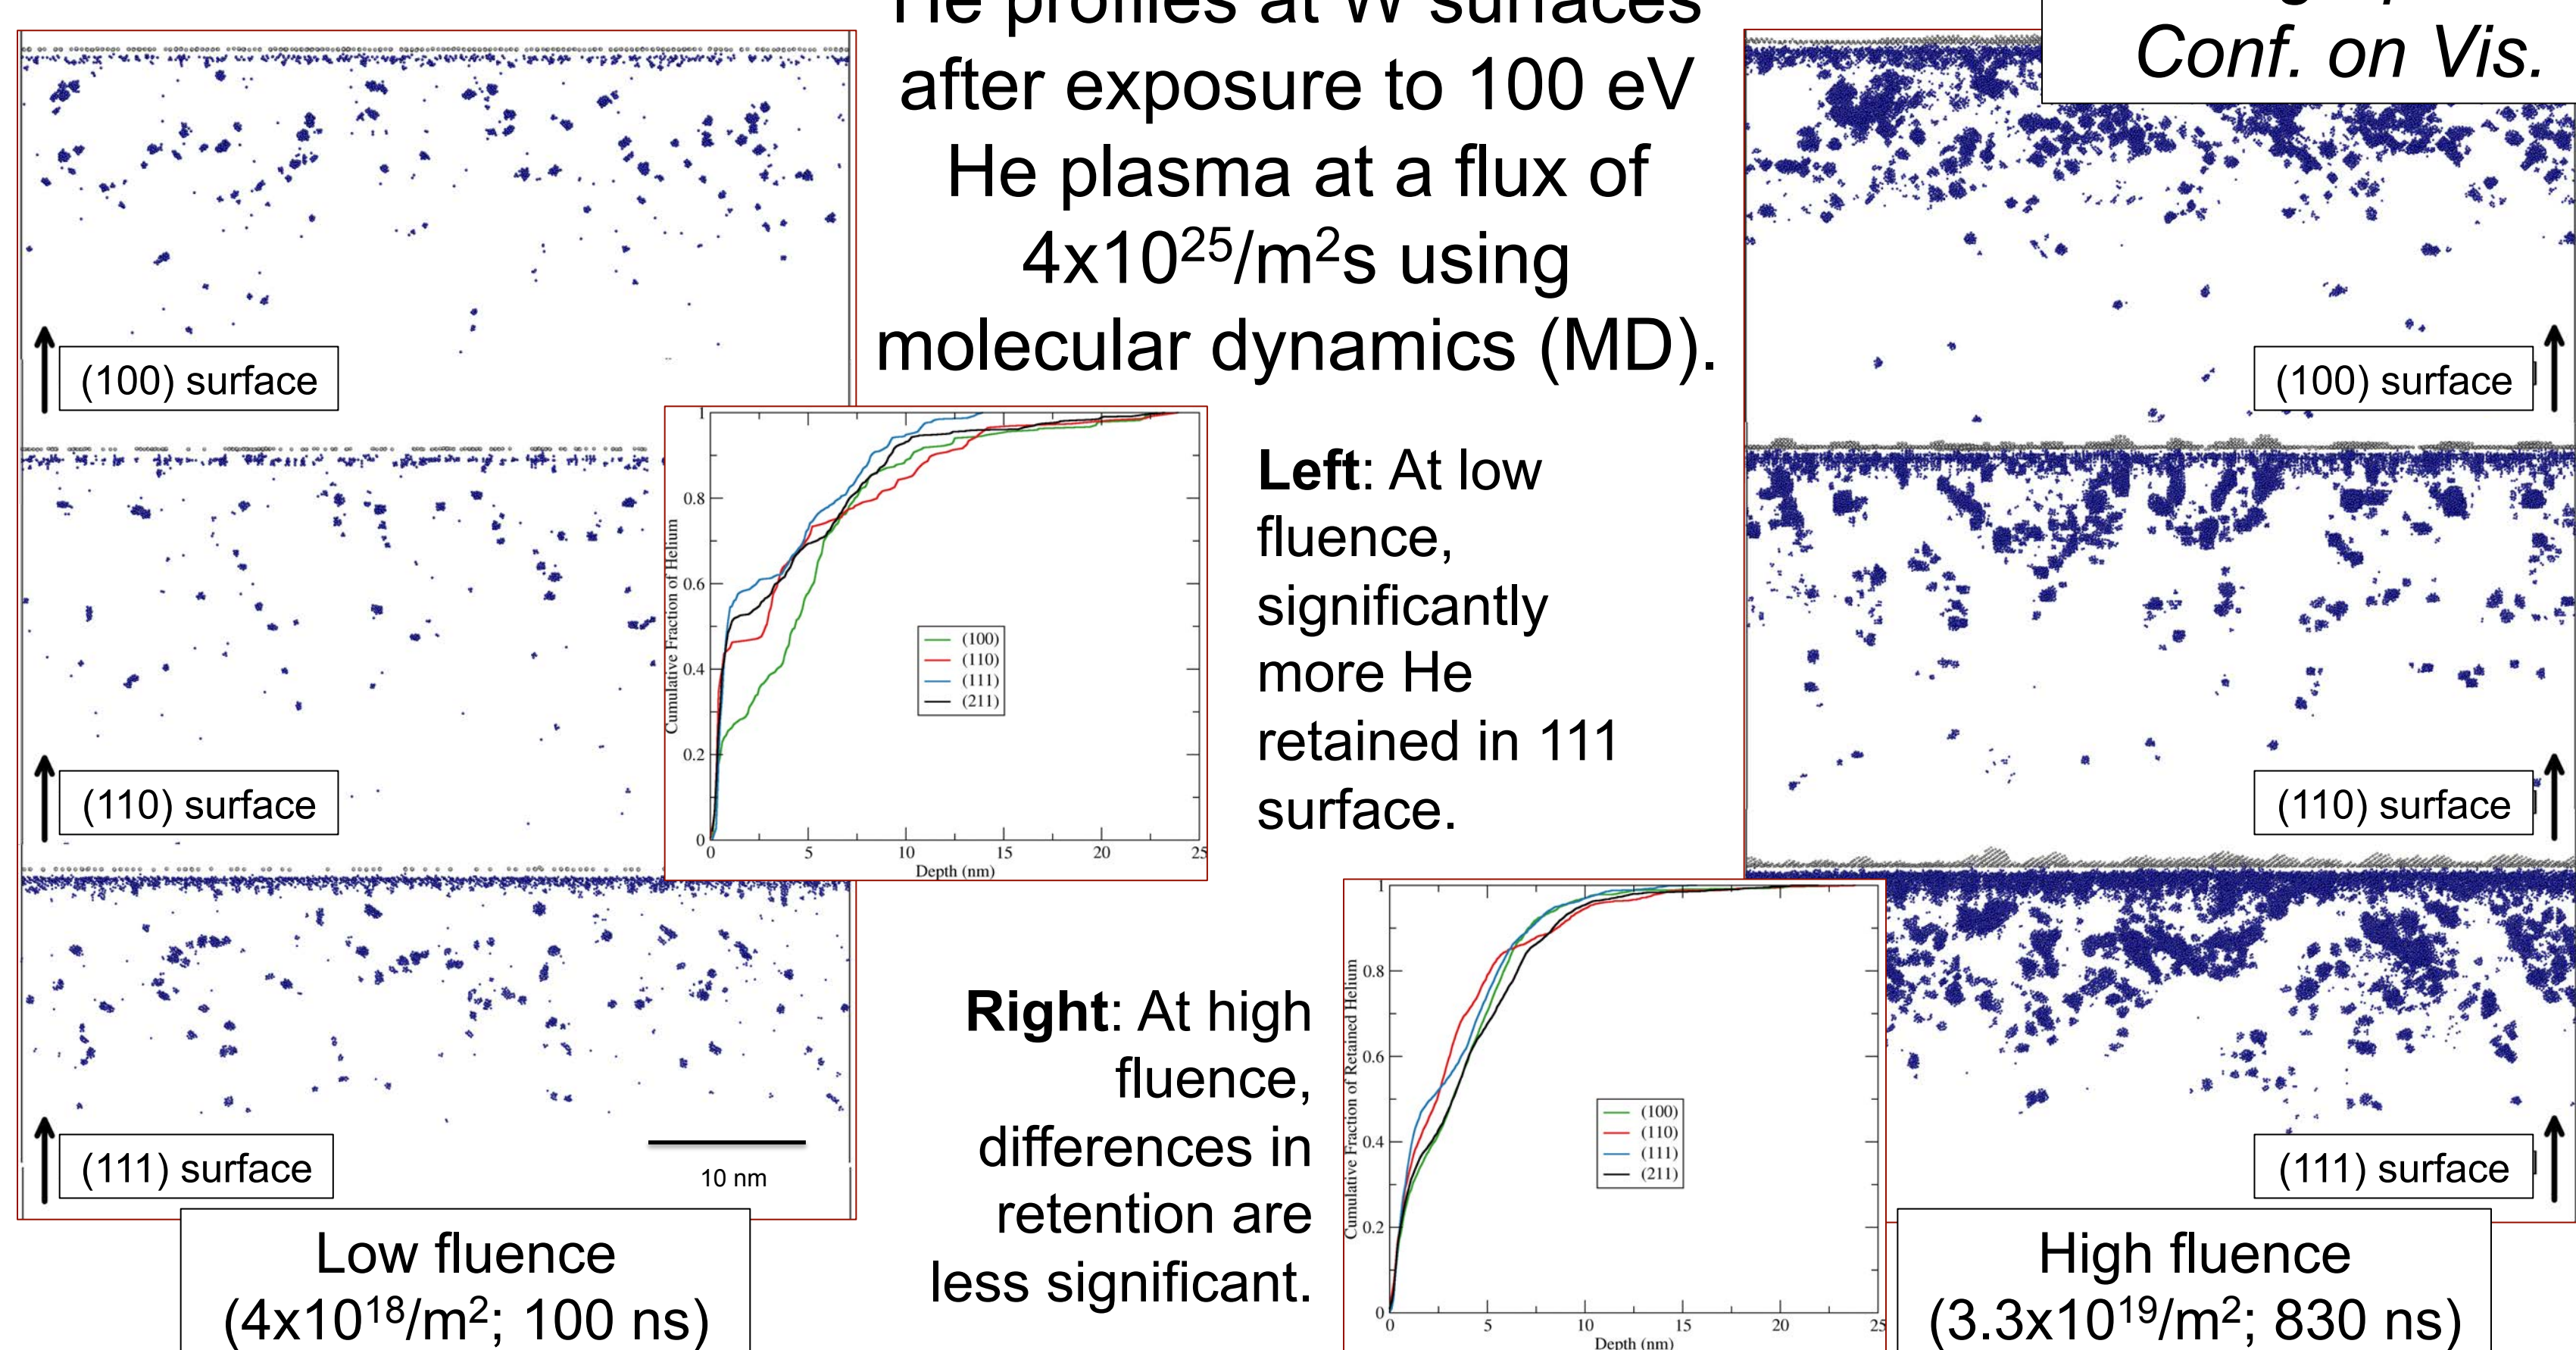 He profiles at W surfaces
after exposure to 100 eV
He plasma at a flux of
4x10²⁵/m²s using
molecular dynamics (MD).
Conf. on Vis.
(100) surface
(110) surface
(111) surface
10 nm
Low fluence
(4x10¹⁸/m²; 100 ns)
Cumulative Fraction of Helium
1
0.8
0.6
0.4
0.2
0
0 5 10 15 20 25
Depth (nm)
(100)
(110)
(111)
(211)
Left: At low
fluence,
significantly
more He
retained in 111
surface.
Right: At high
fluence,
differences in
retention are
less significant.
Cumulative Fraction of Retained Helium
1
0.8
0.6
0.4
0.2
0
0 5 10 15 20 25
Depth (nm)
(100)
(110)
(111)
(211)
(100) surface
(110) surface
(111) surface
High fluence
(3.3x10¹⁹/m²; 830 ns)